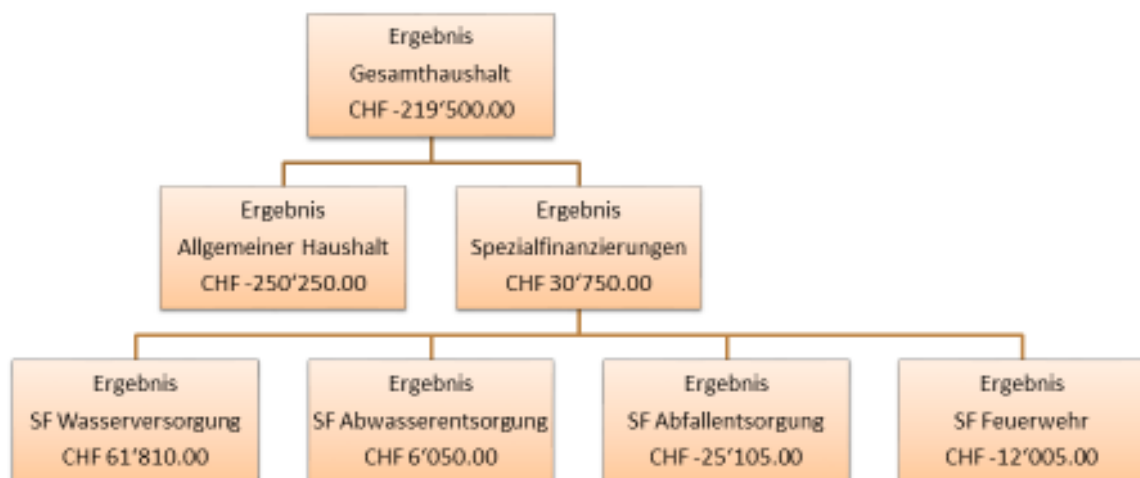 Ergebnis
Gesamthaushalt
CHF -219‘500.00
Ergebnis
Allgemeiner Haushalt
CHF -250‘250.00
Ergebnis
Spezialfinanzierungen
CHF 30‘750.00
Ergebnis
SF Wasserversorgung
CHF 61‘810.00
Ergebnis
SF Abwasserentsorgung
CHF 6‘050.00
Ergebnis
SF Abfallentsorgung
CHF -25‘105.00
Ergebnis
SF Feuerwehr
CHF -12‘005.00